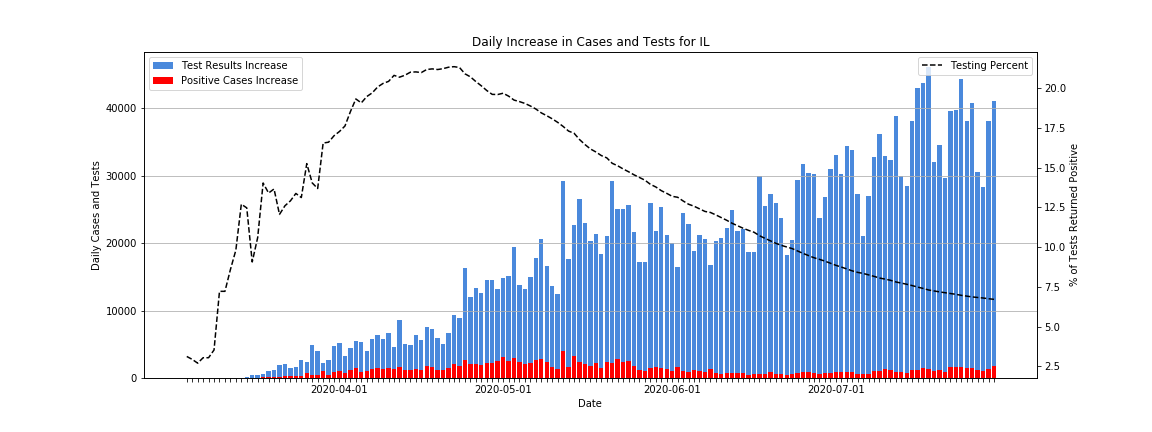 Daily Increase in Cases and Tests for IL
Test Results Increase
Positive Cases Increase
Testing Percent
Daily Cases and Tests
40000
30000
20000
10000
0
20.0
17.5
15.0
12.5
10.0
7.5
5.0
2.5
% of Tests Returned Positive
2020-04-01
2020-05-01
2020-06-01
2020-07-01
Date